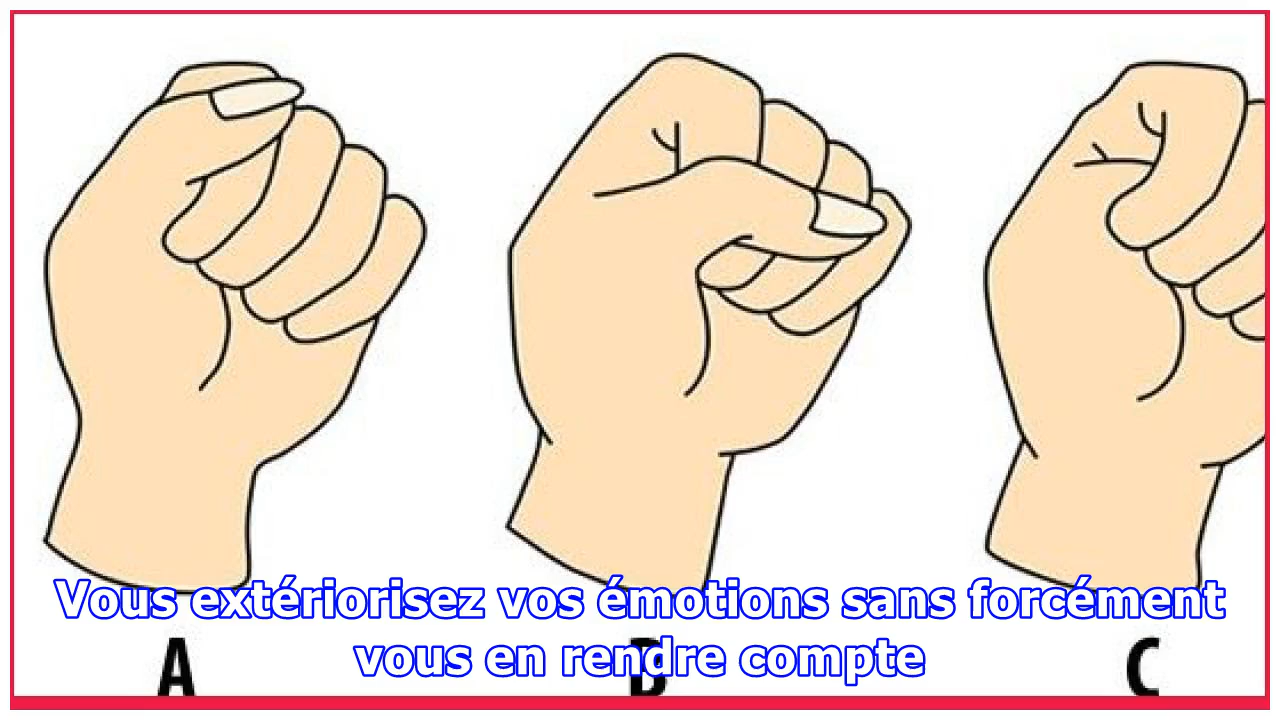 Vous extériorisez vos émotions sans forcément
vous en rendre compte
A B C